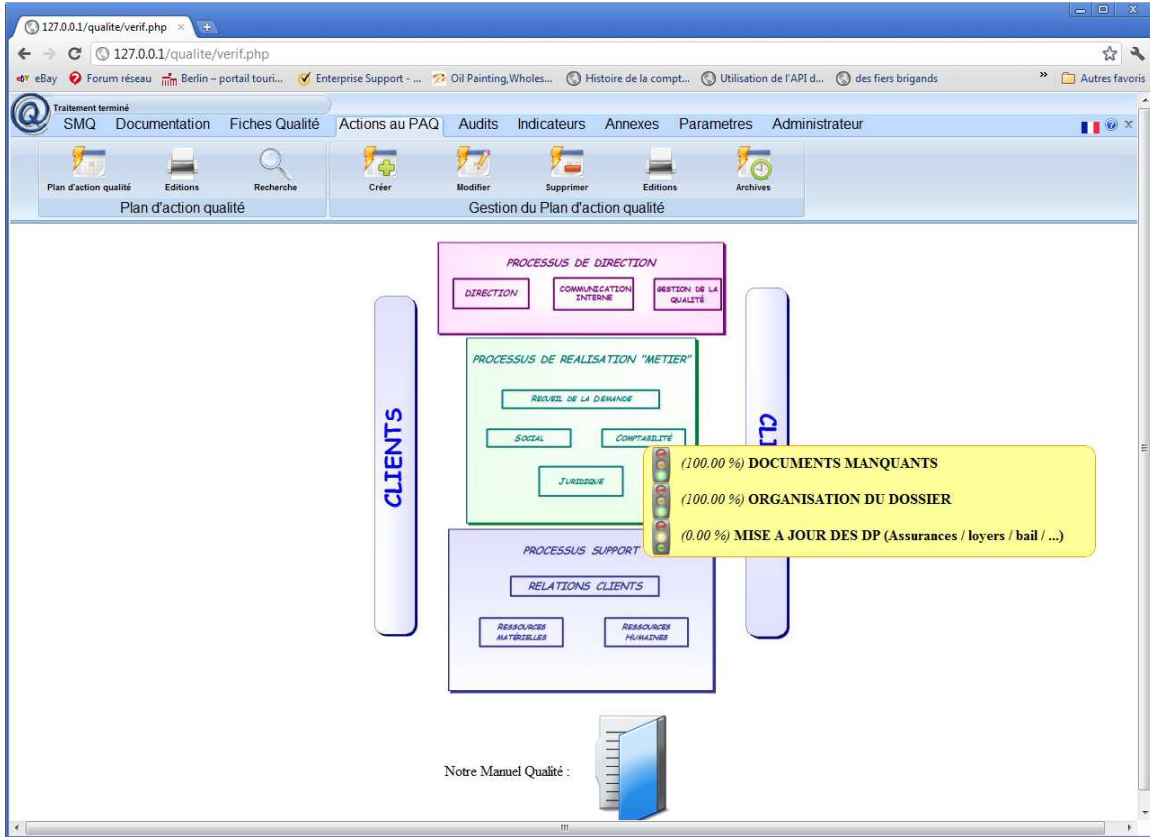 127.0.0.1/qualite/verif.php
127.0.0.1/qualite/verif.php
eBay Forum réseau Berlin – portail touri... Enterprise Support - ... Oil Painting,Wholes... Histoire de la compt... Utilisation de l'API d... des fiers brigands » Autres favoris
Traitement terminé
SMQ Documentation Fiches Qualité Actions au PAQ Audits Indicateurs Annexes Parametres Administrateur
Plan d'action qualité Editions Recherche Créer Modifier Supprimer Editions Archives
Plan d'action qualité Gestion du Plan d'action qualité
PROCESSUS DE DIRECTION
DIRECTION
COMMUNICATION
INTERNE
GESTION DE LA
QUALITÉ
CLIENTS
PROCESSUS DE REALISATION "METIER"
RECUEIL DE LA DEMANDE
SOCIAL
COMPTABILITÉ
JURIDIQUE
CLI
(100.00 %) DOCUMENTS MANQUANTS
(100.00 %) ORGANISATION DU DOSSIER
(0.00 %) MISE A JOUR DES DP (Assurances / loyers / bail / ...)
PROCESSUS SUPPORT
RELATIONS CLIENTS
RESSOURCES
MATÉRIELLES
RESSOURCES
HUMAINES
Notre Manuel Qualité :